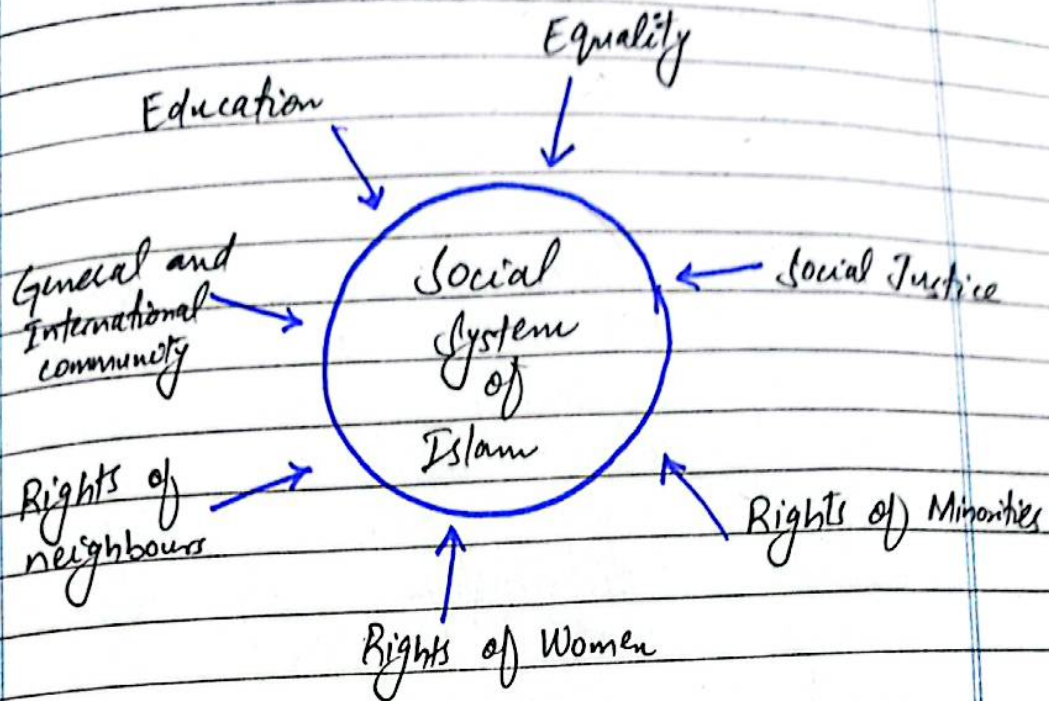 Equality
Education
Social
System
of
Islam
Social Justice
General and
International
community
Rights of
neighbours
Rights of Minorities
Rights of Women